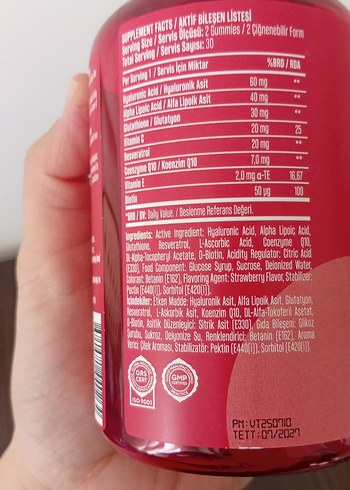 SUPPLEMENT FACTS / AKTİF BİLEŞEN LİSTESİ
Serving Size / Servis Ölçüsü: 2 Gummies / 2 Çiğnenebilir Form
Total Serving / Servis Sayısı: 30
Per Serving 1 / Servis İçin Miktar %BRD / RDA
Hyaluronic Acid / Hyalüronik Asit 60 mg **
Alpha Lipoic Acid / Alfa Lipoik Asit 40 mg **
Glutathione / Glutatyon 30 mg **
Vitamin C 20 mg 25
Resveratrol 20 mg **
Coenzyme Q10 / Koenzim Q10 7,0 mg **
Vitamin E 2,0 mg α-TE 16,67
Biotin 50 µg 100
*BRD / DV: Daily Value. / Beslenme Referans Değeri.
Ingredients: Active Ingredient: Hyaluronic Acid, Alpha Lipoic Acid,
Glutathione, Resveratrol, L-Ascorbic Acid, Coenzyme Q10,
DL-Alpha-Tocopheryl Acetate, D-Biotin, Acidity Regulator: Citric Acid
(E330), Food Component: Glucose Syrup, Sucrose, Deionized Water,
Colorant: Betanin (E162), Flavoring Agent: Strawberry Flavor, Stabilizer:
Pectin (E440(i)), Sorbitol (E420(i)).
İçindekiler: Etken Madde: Hyalüronik Asit, Alfa Lipoik Asit, Glutatyon,
Resveratrol, L-Askorbik Asit, Koenzim Q10, DL-Alfa-Tokoferil Asetat,
D-Biotin, Asitlik Düzenleyici: Sitrik Asit (E330), Gıda Bileşeni: Glikoz
Şurubu, Sukroz, Deiyonize Su, Renklendirici: Betanin (E162), Aroma
Verici: Çilek Aroması, Stabilizatör: Pektin (E440(i)), Sorbitol (E420(i)).
ORS
CERT
ISO 9001
GMP
CERTIFIED
PN: VT250710
TETT: 07/2027